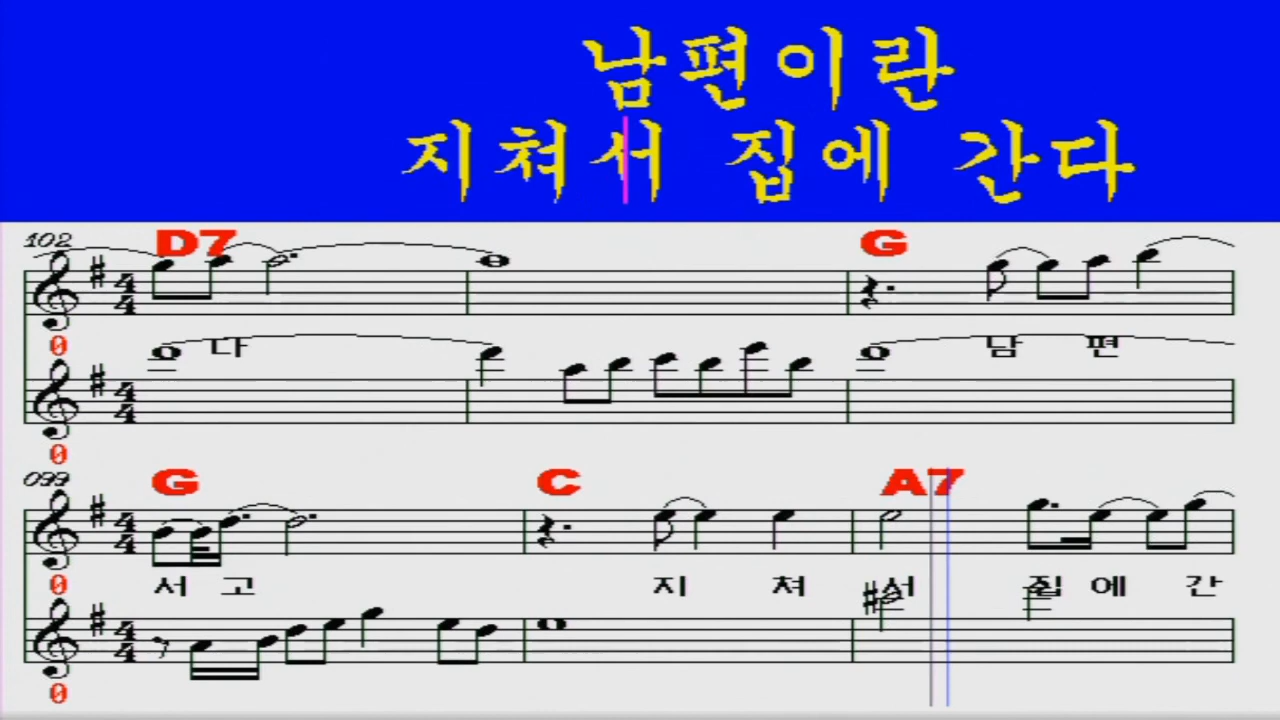 남편이란
지쳐서 집에 간다
102
D7 G
0
다 남 편
0
099
G C A7
0
서 고 지 쳐 서 집 에 간
0